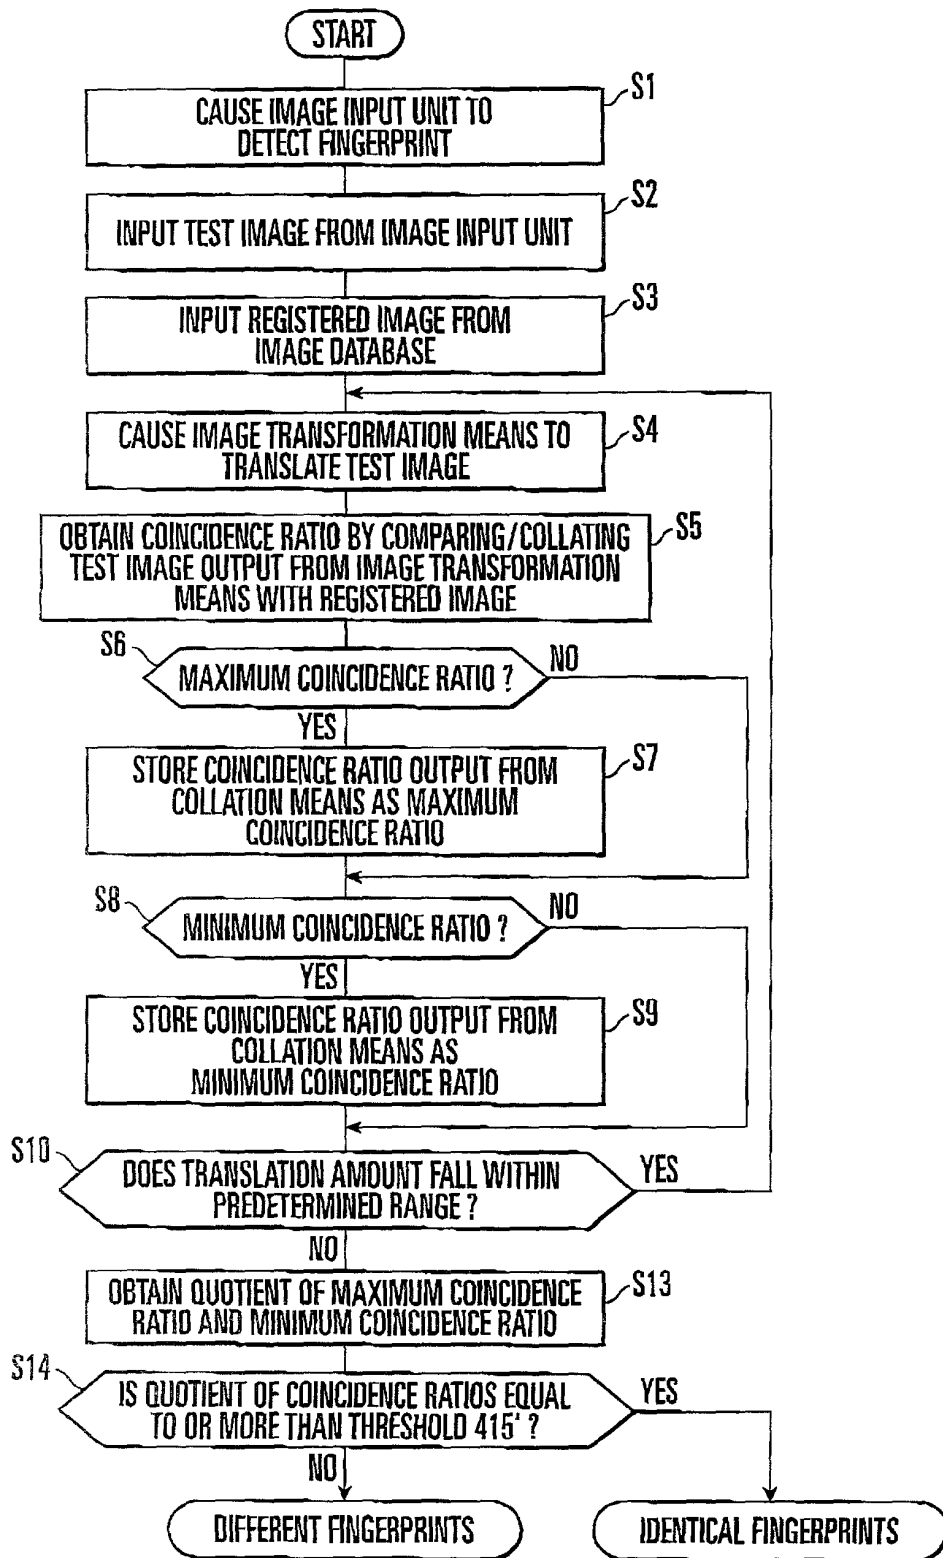 START
S1
CAUSE IMAGE INPUT UNIT TO
DETECT FINGERPRINT
S2
INPUT TEST IMAGE FROM IMAGE INPUT UNIT
S3
INPUT REGISTERED IMAGE FROM
IMAGE DATABASE
S4
CAUSE IMAGE TRANSFORMATION MEANS TO
TRANSLATE TEST IMAGE
S5
OBTAIN COINCIDENCE RATIO BY COMPARING/COLLATING
TEST IMAGE OUTPUT FROM IMAGE TRANSFORMATION
MEANS WITH REGISTERED IMAGE
S6
MAXIMUM COINCIDENCE RATIO ?
NO
YES
S7
STORE COINCIDENCE RATIO OUTPUT FROM
COLLATION MEANS AS MAXIMUM
COINCIDENCE RATIO
S8
MINIMUM COINCIDENCE RATIO ?
NO
YES
S9
STORE COINCIDENCE RATIO OUTPUT FROM
COLLATION MEANS AS
MINIMUM COINCIDENCE RATIO
S10
DOES TRANSLATION AMOUNT FALL WITHIN
PREDETERMINED RANGE ?
YES
NO
S13
OBTAIN QUOTIENT OF MAXIMUM COINCIDENCE
RATIO AND MINIMUM COINCIDENCE RATIO
S14
IS QUOTIENT OF COINCIDENCE RATIOS EQUAL
TO OR MORE THAN THRESHOLD 415' ?
YES
NO
DIFFERENT FINGERPRINTS
IDENTICAL FINGERPRINTS